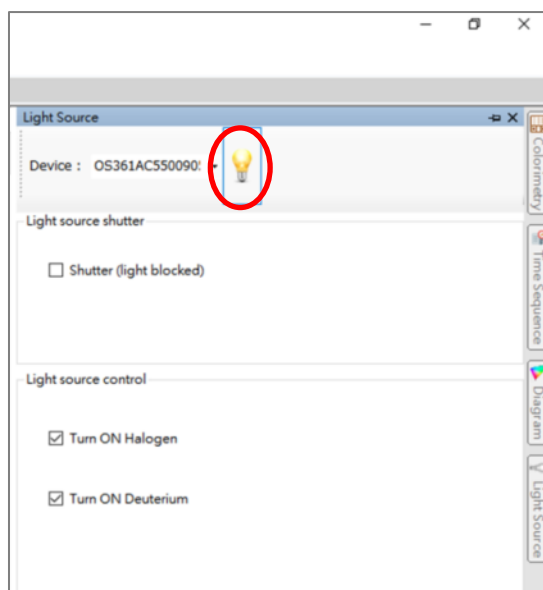 Light Source
Device : OS361AC550090
Light source shutter
Shutter (light blocked)
Light source control
Turn ON Halogen
Turn ON Deuterium
Colorimetry
Time Sequence
Diagram
Light Source